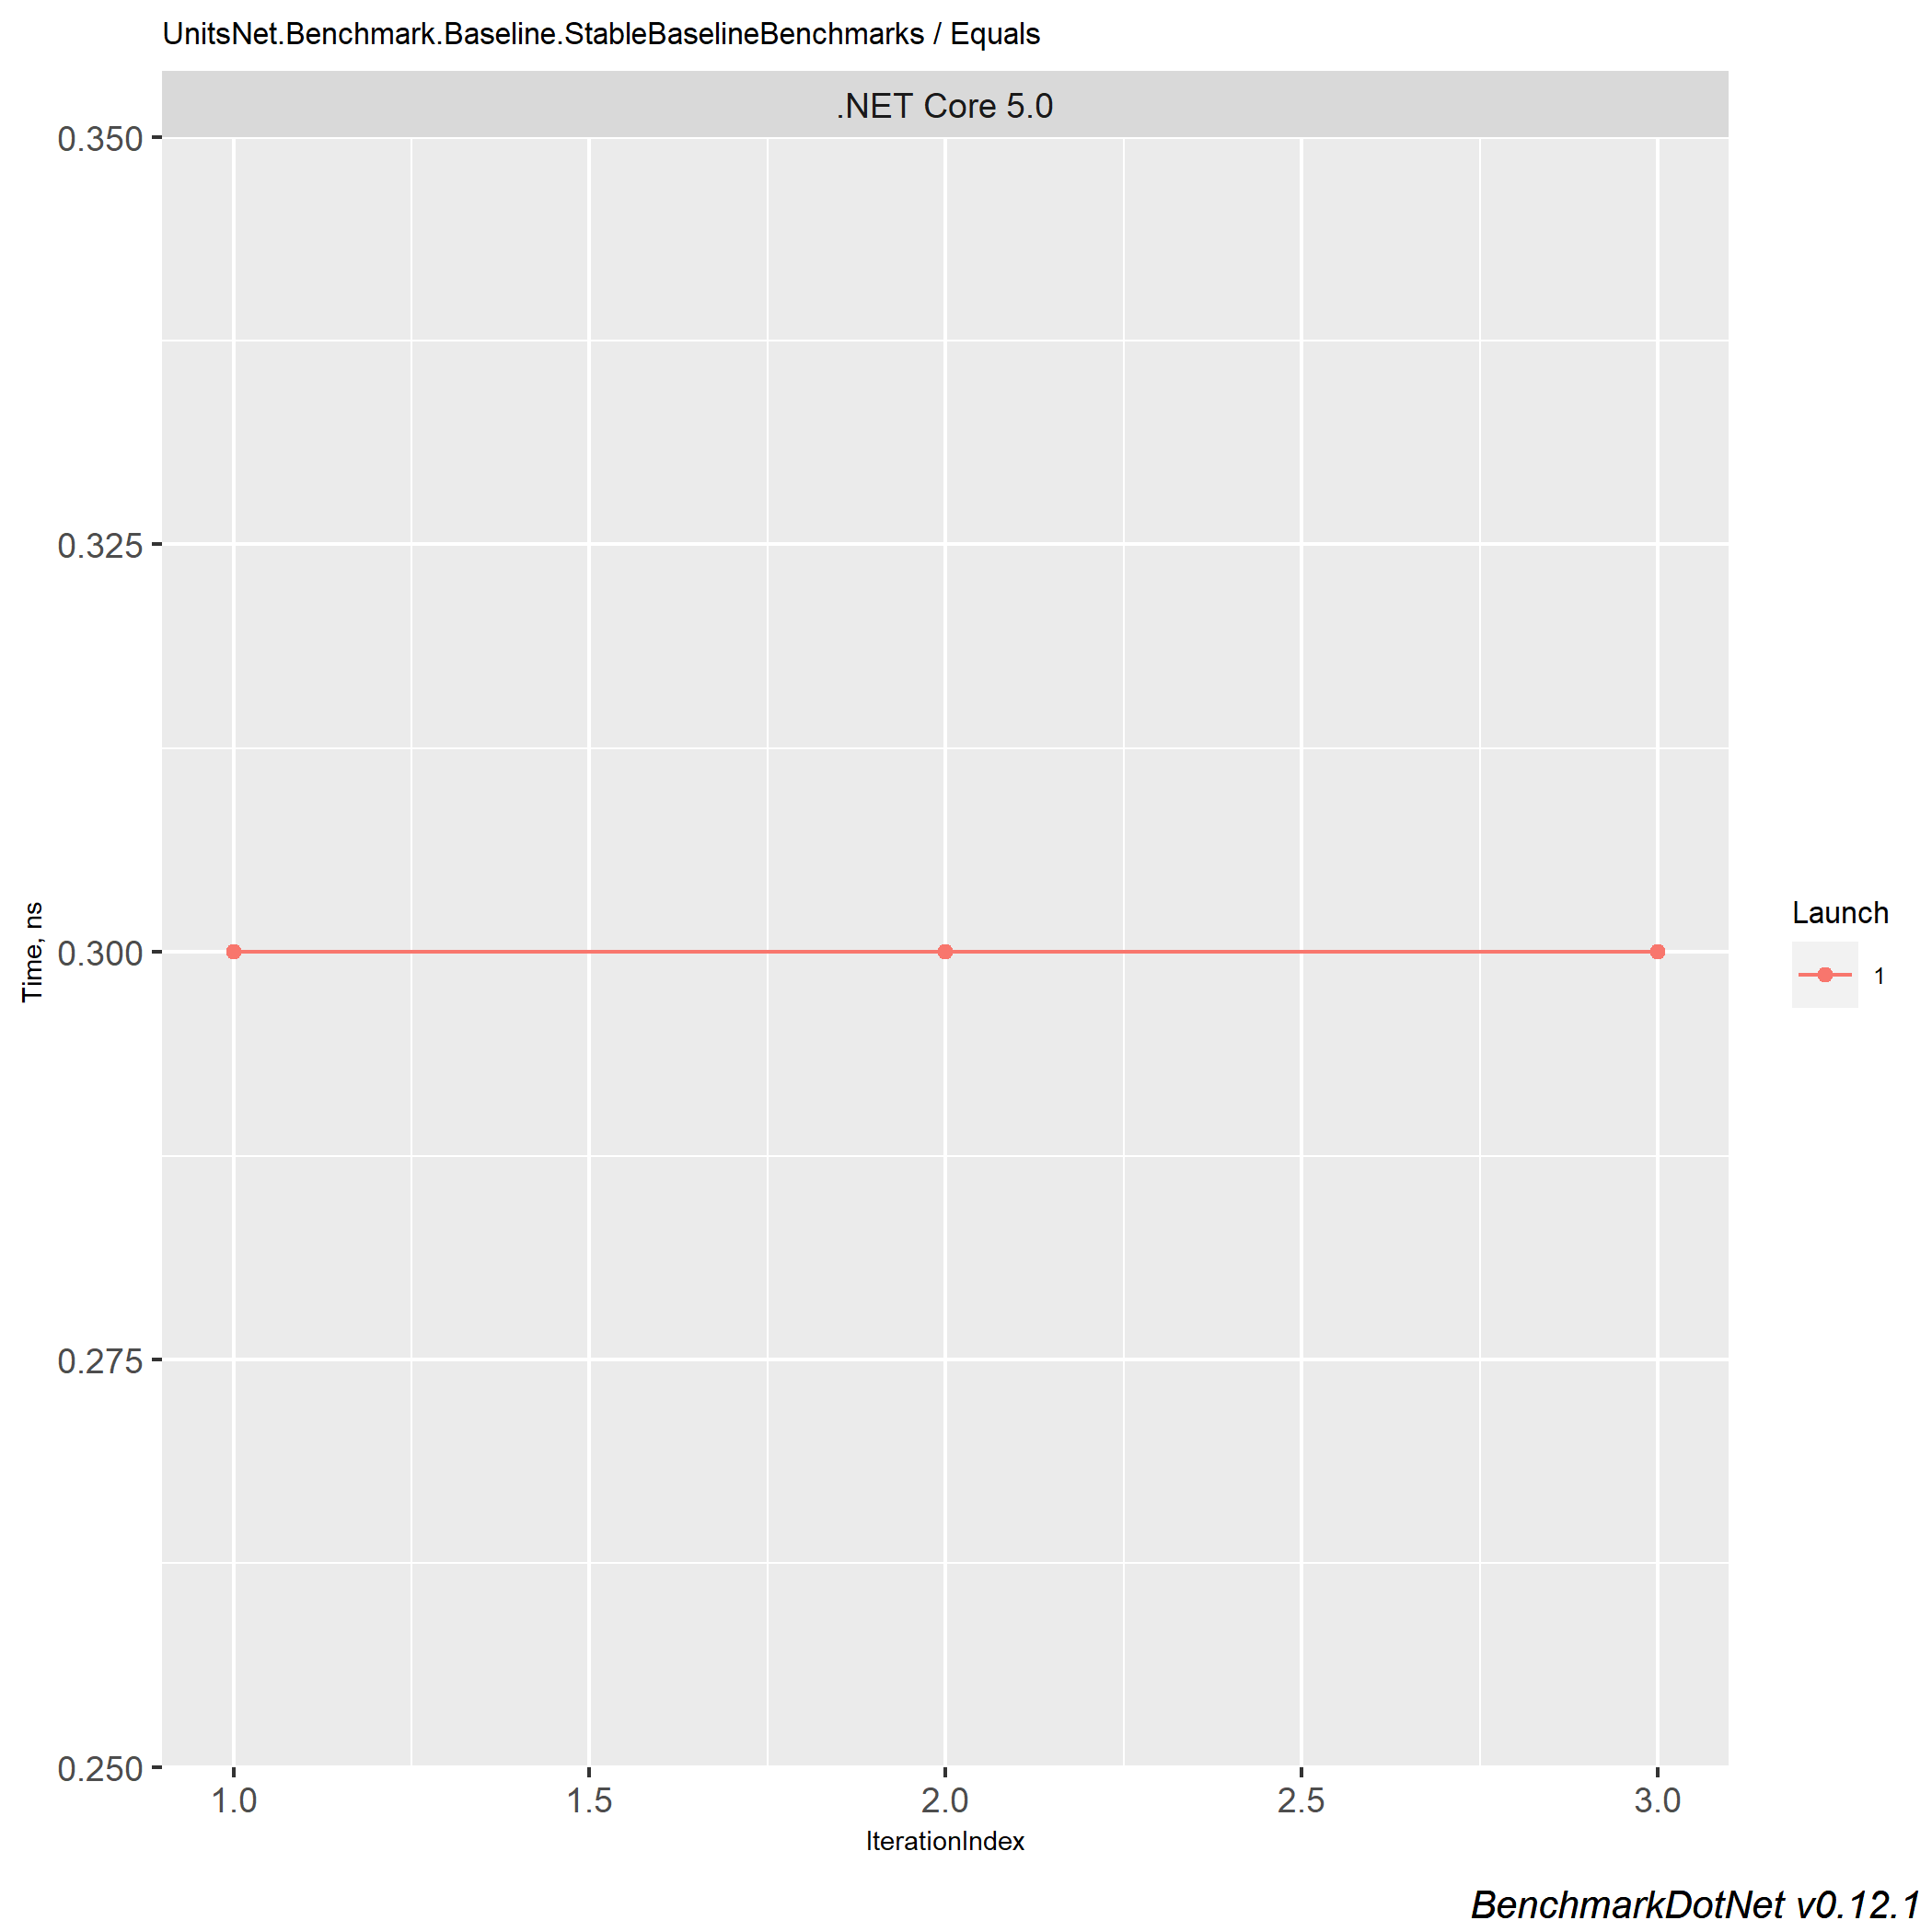 UnitsNet.Benchmark.Baseline.StableBaselineBenchmarks / Equals
.NET Core 5.0
0.350
0.325
0.300
0.275
0.250
Time, ns
1.0 1.5 2.0 2.5 3.0
IterationIndex
Launch
1
BenchmarkDotNet v0.12.1